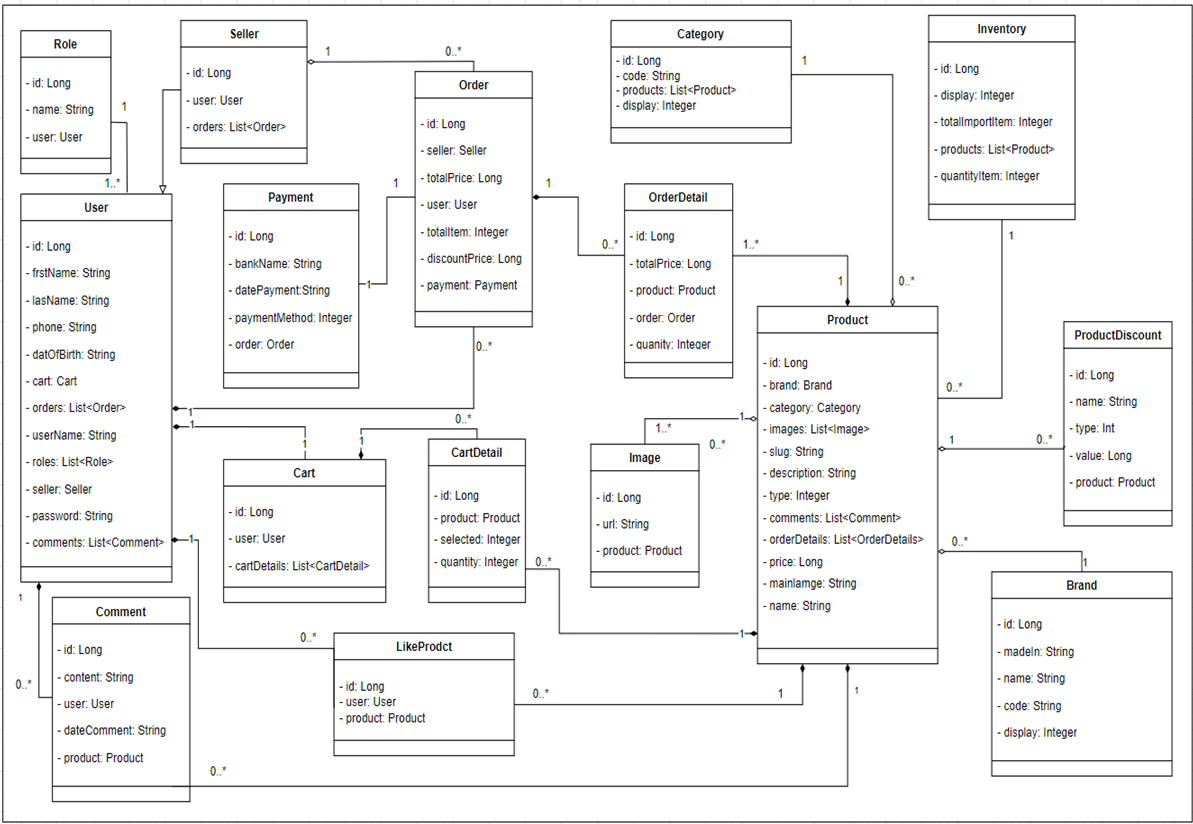 Role
- id: Long
- name: String
- user: User
1
1..*
Seller
- id: Long
- user: User
- orders: List<Order>
1
0..*
Order
- id: Long
- seller: Seller
- totalPrice: Long
- user: User
- totalItem: Integer
- discountPrice: Long
- payment: Payment
1
1
0..*
0..*
Category
- id: Long
- code: String
- products: List<Product>
- display: Integer
1
0..*
Inventory
- id: Long
- display: Integer
- totalImportItem: Integer
- products: List<Product>
- quantityItem: Integer
1
0..*
User
- id: Long
- frstName: String
- lasName: String
- phone: String
- datOfBirth: String
- cart: Cart
- orders: List<Order>
- userName: String
- roles: List<Role>
- seller: Seller
- password: String
- comments: List<Comment>
1
1
1
1
Payment
- id: Long
- bankName: String
- datePayment:String
- paymentMethod: Integer
- order: Order
1
OrderDetail
- id: Long
- totalPrice: Long
- product: Product
- order: Order
- quanity: Integer
1..*
1
Product
- id: Long
- brand: Brand
- category: Category
- images: List<Image>
- slug: String
- description: String
- type: Integer
- comments: List<Comment>
- orderDetails: List<OrderDetails>
- price: Long
- mainIamge: String
- name: String
ProductDiscount
- id: Long
- name: String
- type: Int
- value: Long
- product: Product
1
0..*
Cart
- id: Long
- user: User
- cartDetails: List<CartDetail>
1
1
0..*
CartDetail
- id: Long
- product: Product
- selected: Integer
- quantity: Integer
0..*
1
Image
- id: Long
- url: String
- product: Product
1..*
1
0..*
Brand
- id: Long
- madeIn: String
- name: String
- code: String
- display: Integer
0..*
1
Comment
- id: Long
- content: String
- user: User
- dateComment: String
- product: Product
0..*
0..*
1
LikeProdct
- id: Long
- user: User
- product: Product
0..*
0..*
1